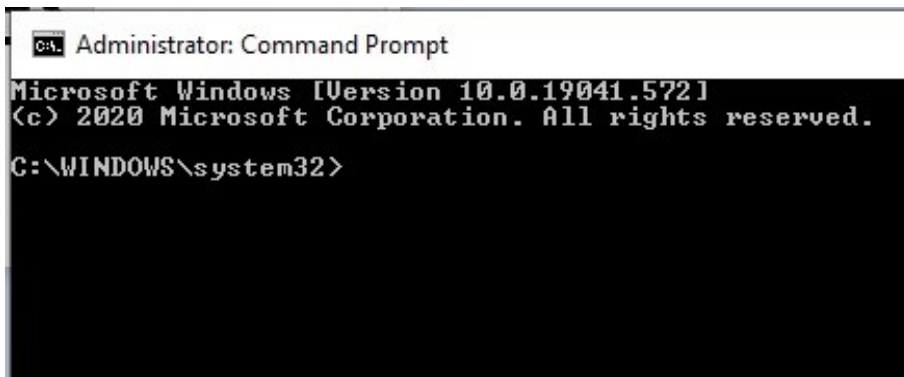 Administrator: Command Prompt
Microsoft Windows [Version 10.0.19041.572]
(c) 2020 Microsoft Corporation. All rights reserved.
C:\WINDOWS\system32>